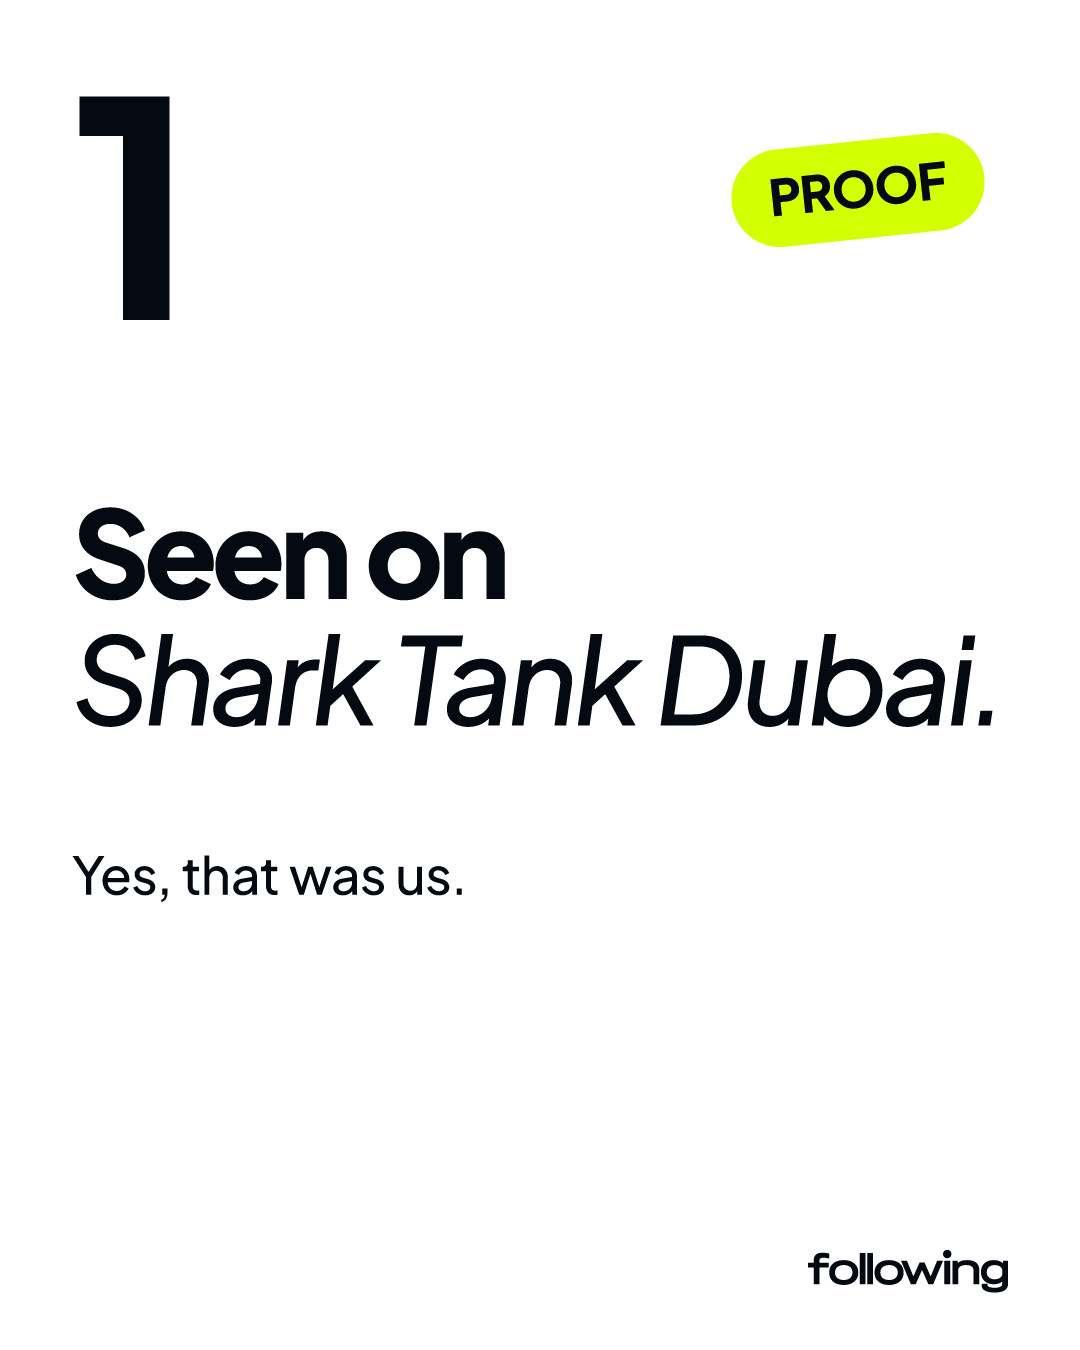 1
PROOF
Seen on
Shark Tank Dubai.
Yes, that was us.
following